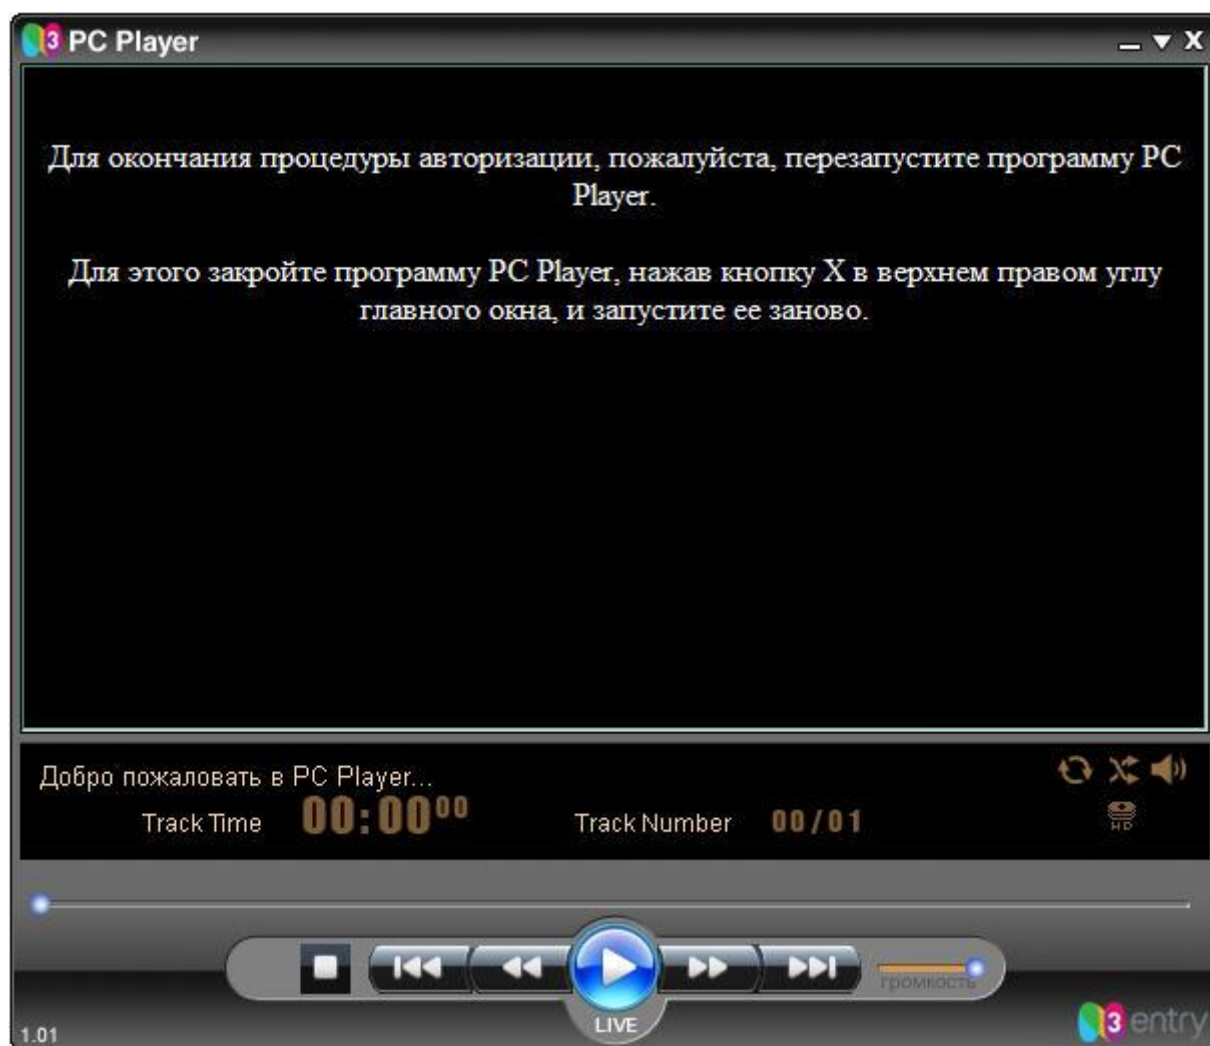 3 PC Player
Для окончания процедуры авторизации, пожалуйста, перезапустите программу PC
Player.
Для этого закройте программу PC Player, нажав кнопку X в верхнем правом углу
главного окна, и запустите ее заново.
Добро пожаловать в PC Player...
Track Time 00:00 00
Track Number 00/01
HD
громкость
LIVE
1.01
3 entry